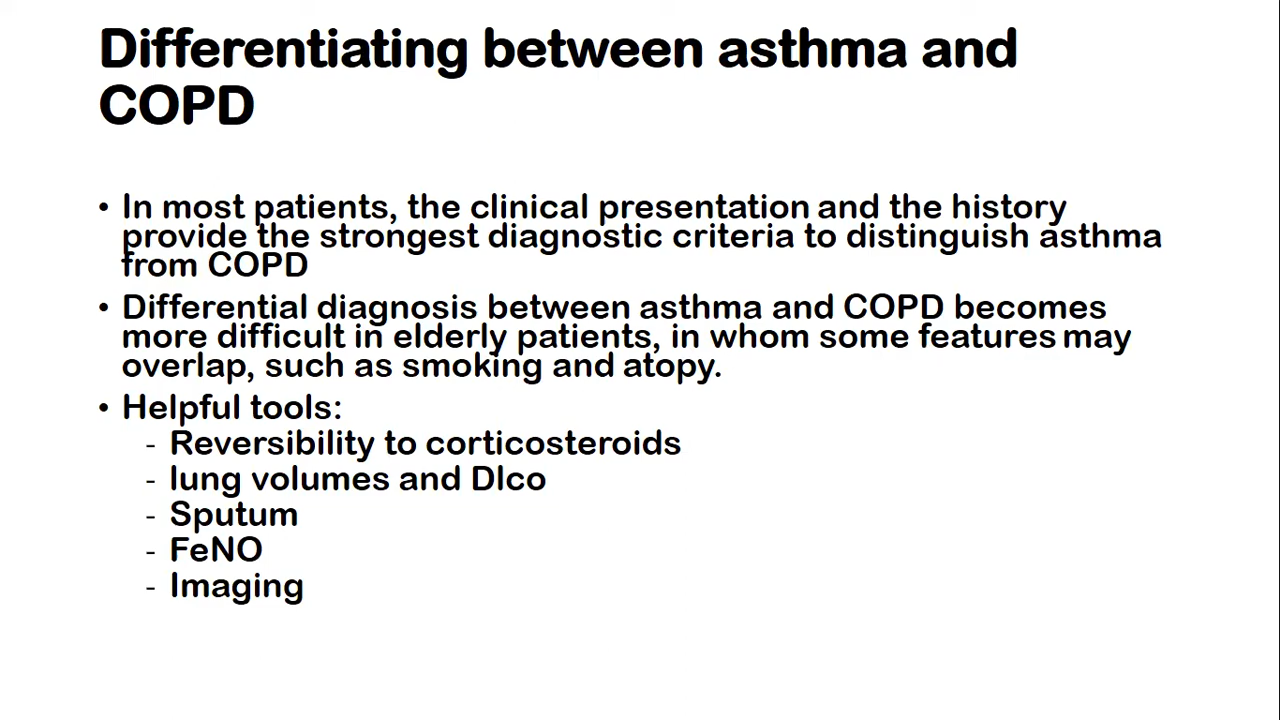 Differentiating between asthma and
COPD
• In most patients, the clinical presentation and the history
provide the strongest diagnostic criteria to distinguish asthma
from COPD
• Differential diagnosis between asthma and COPD becomes
more difficult in elderly patients, in whom some features may
overlap, such as smoking and atopy.
• Helpful tools:
- Reversibility to corticosteroids
- lung volumes and Dlco
- Sputum
- FeNO
- Imaging